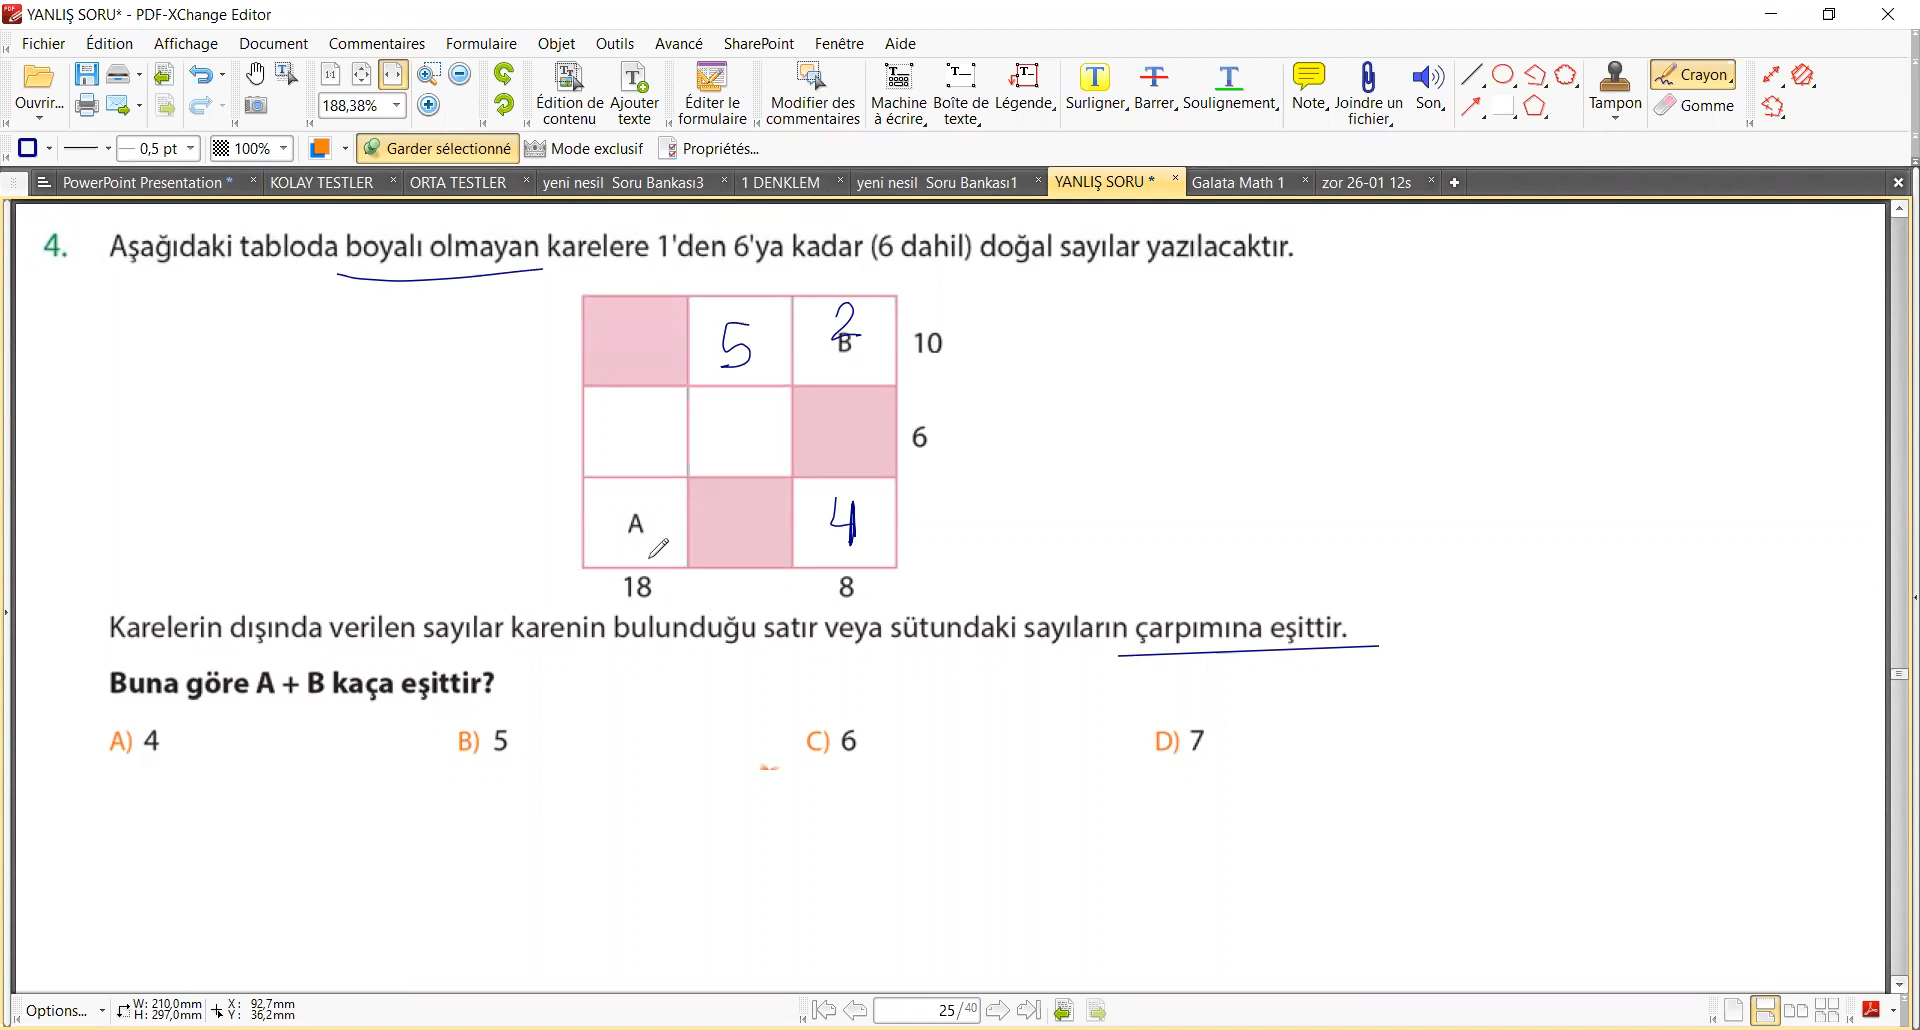 YANLIŞ SORU* - PDF-XChange Editor
Fichier Édition Affichage Document Commentaires Formulaire Objet Outils Avancé SharePoint Fenêtre Aide
Ouvrir... 188,38% Édition de contenu Ajouter texte Éditer le formulaire Modifier des commentaires Machine à écrire Boîte de texte Légende Surligner Barrer Soulignement Note Joindre un fichier Son Tampon Crayon Gomme
0,5 pt 100% Garder sélectionné Mode exclusif Propriétés...
PowerPoint Presentation * KOLAY TESTLER ORTA TESTLER yeni nesil Soru Bankası3 1 DENKLEM yeni nesil Soru Bankası1 YANLIŞ SORU * Galata Math 1 zor 26-01 12s
4. Aşağıdaki tabloda boyalı olmayan karelere 1'den 6'ya kadar (6 dahil) doğal sayılar yazılacaktır.
5 2 B 10
6
A 4
18 8
Karelerin dışında verilen sayılar karenin bulunduğu satır veya sütundaki sayıların çarpımına eşittir.
Buna göre A + B kaça eşittir?
A) 4 B) 5 C) 6 D) 7
Options... W: 210,0mm H: 297,0mm X: 92,7mm Y: 36,2mm 25/40